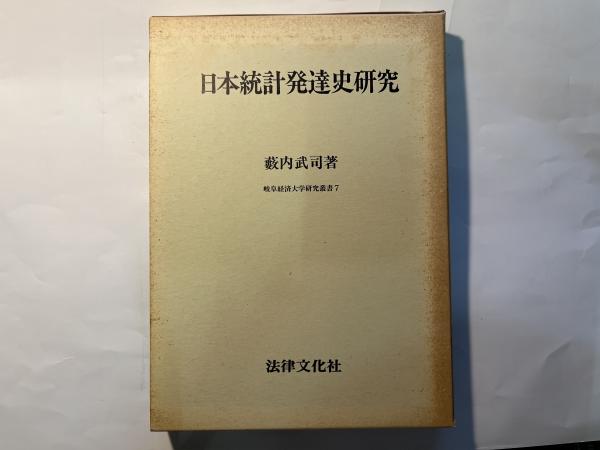 日本統計発達史研究
藪内武司著
岐阜経済大学研究叢書7
法律文化社